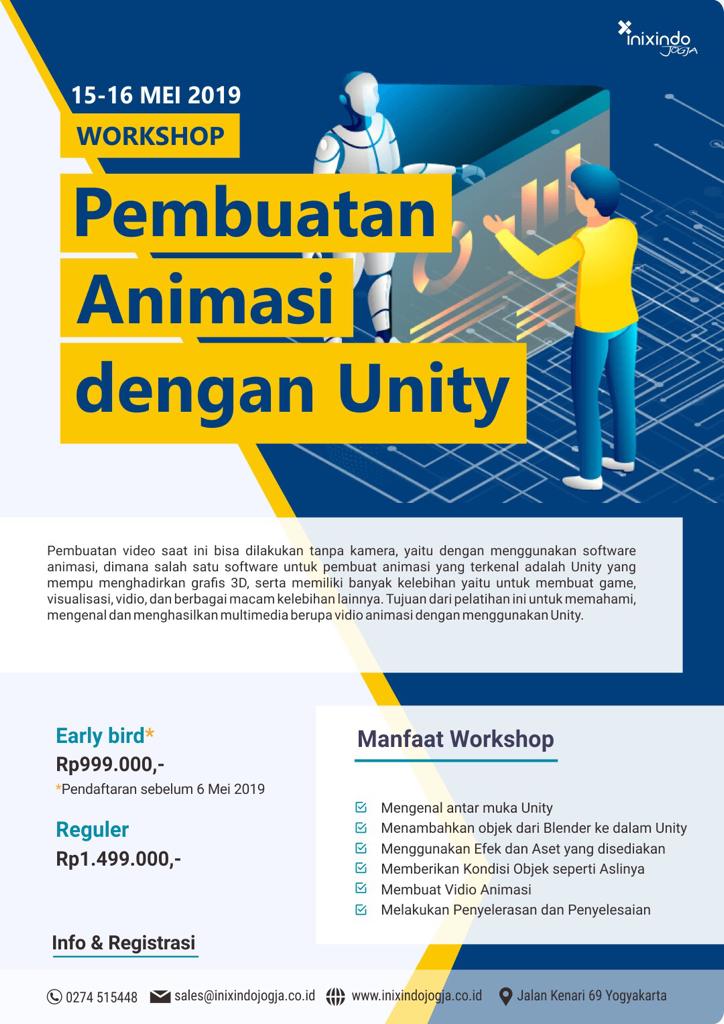 inixindo
JOGJA
15-16 MEI 2019
WORKSHOP
Pembuatan
Animasi
dengan Unity
Pembuatan video saat ini bisa dilakukan tanpa kamera, yaitu dengan menggunakan software
animasi, dimana salah satu software untuk pembuat animasi yang terkenal adalah Unity yang
mempu menghadirkan grafis 3D, serta memiliki banyak kelebihan yaitu untuk membuat game,
visualisasi, vidio, dan berbagai macam kelebihan lainnya. Tujuan dari pelatihan ini untuk memahami,
mengenal dan menghasilkan multimedia berupa vidio animasi dengan menggunakan Unity.
Early bird*
Rp999.000,-
*Pendaftaran sebelum 6 Mei 2019
Reguler
Rp1.499.000,-
Manfaat Workshop
Mengenal antar muka Unity
Menambahkan objek dari Blender ke dalam Unity
Menggunakan Efek dan Aset yang disediakan
Memberikan Kondisi Objek seperti Aslinya
Membuat Vidio Animasi
Melakukan Penyelerasan dan Penyelesaian
Info & Registrasi
0274 515448 sales@inixindojogja.co.id www.inixindojogja.co.id Jalan Kenari 69 Yogyakarta